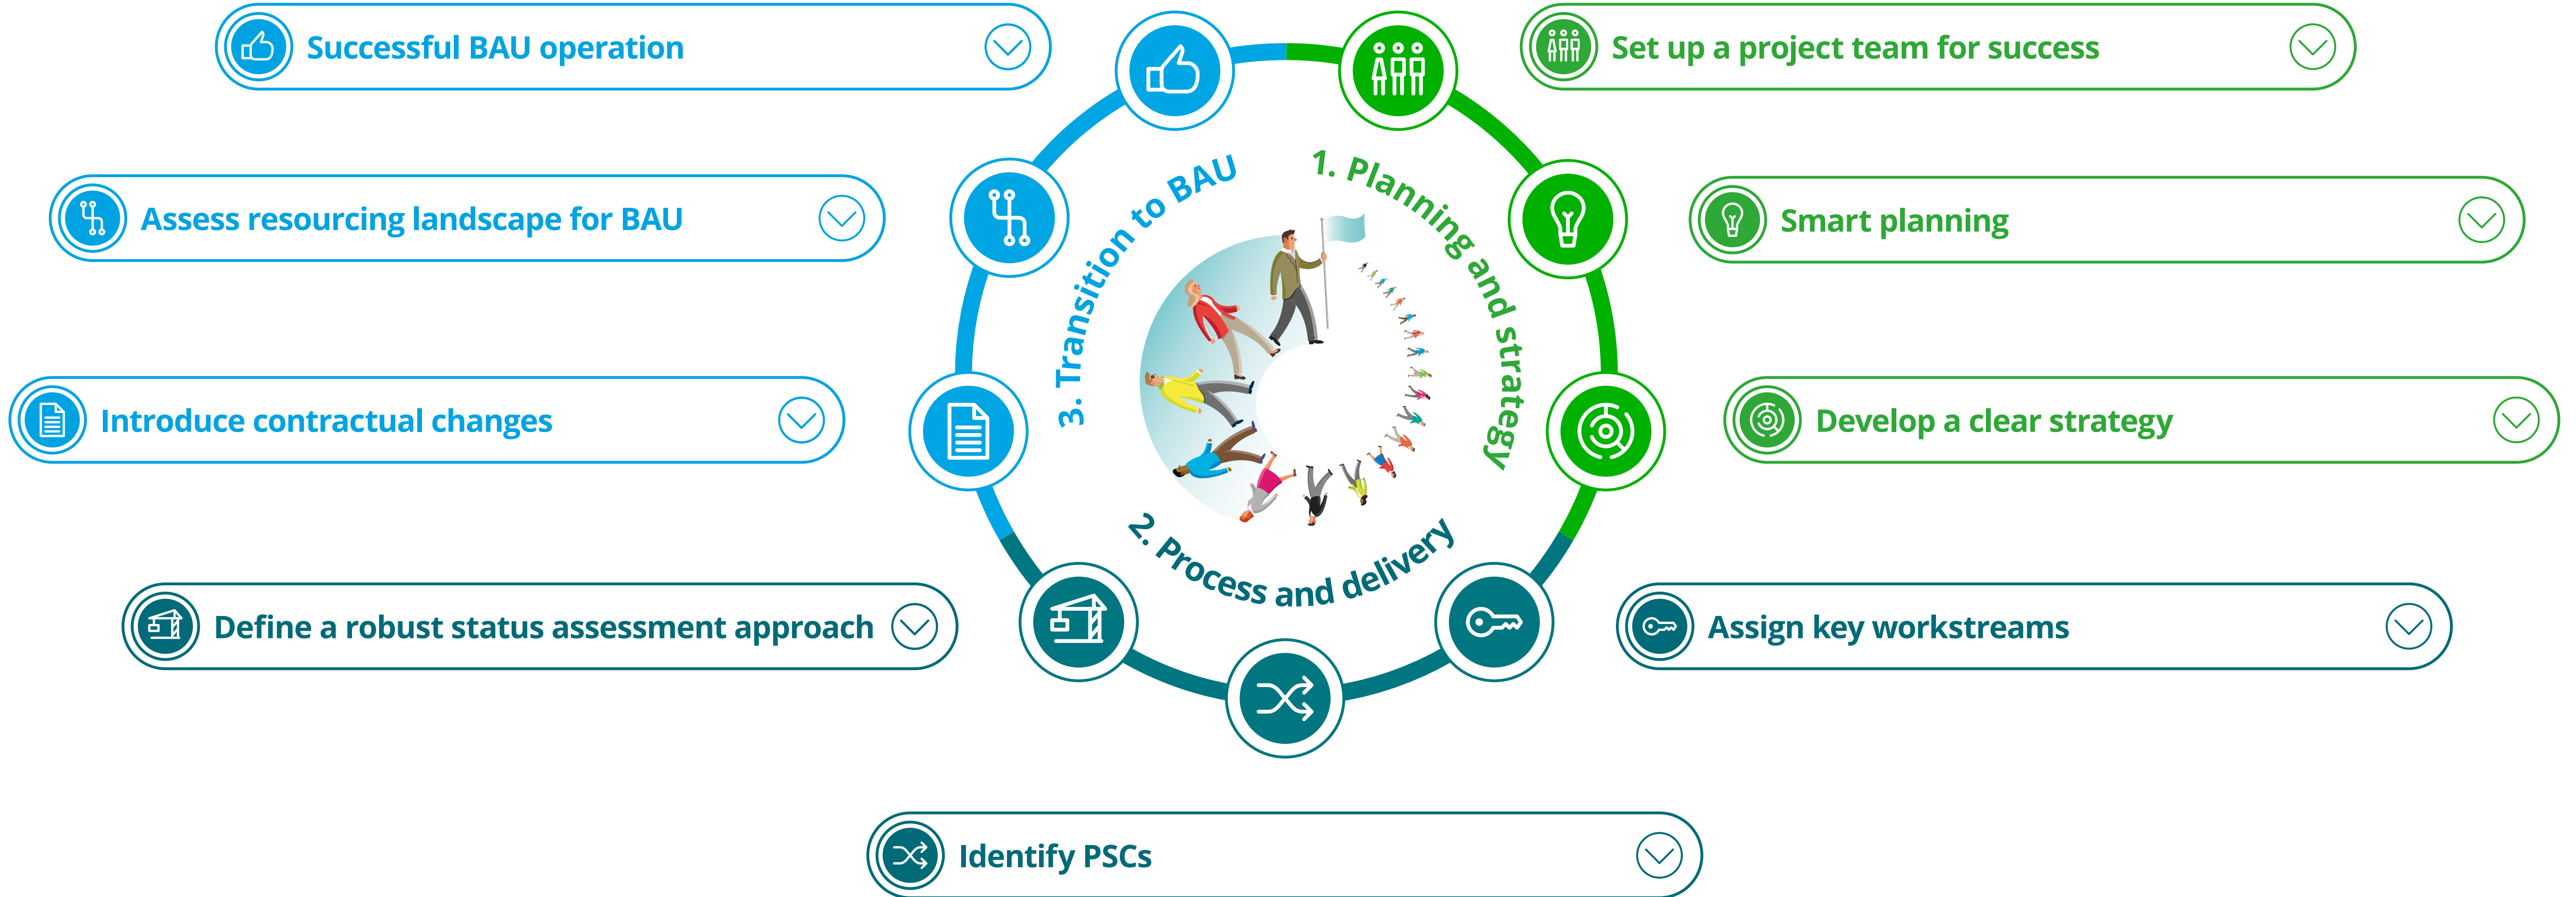 Successful BAU operation
Set up a project team for success
Assess resourcing landscape for BAU
Smart planning
Introduce contractual changes
Develop a clear strategy
Define a robust status assessment approach
Assign key workstreams
Identify PSCs
1. Planning and strategy
2. Process and delivery
3. Transition to BAU